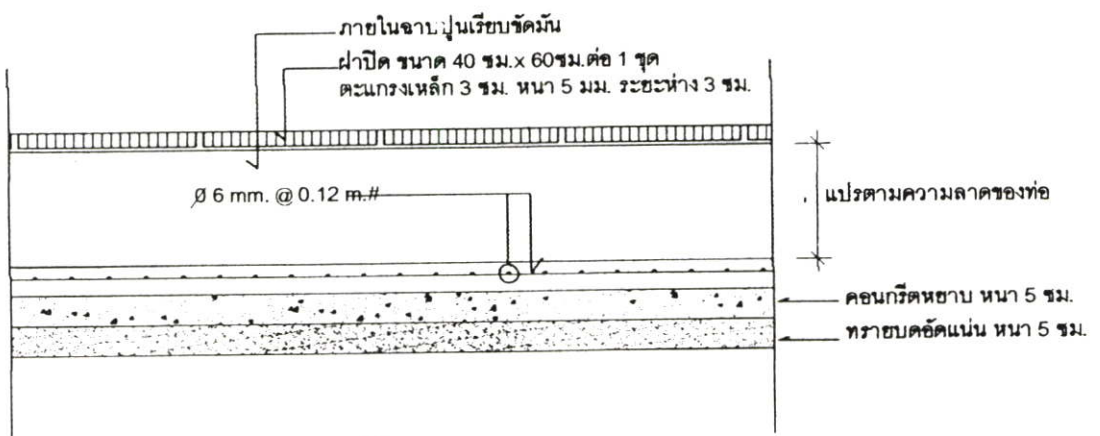 ภายในฉาบปูนเรียบขัดมัน
ฝาปิด ขนาด 40 ซม.x 60ซม.ต่อ 1 ชุด
ตะแกรงเหล็ก 3 ซม. หนา 5 มม. ระยะห่าง 3 ซม.
Ø 6 mm. @ 0.12 m.#
แปรตามความลาดของท่อ
คอนกรีตหยาบ หนา 5 ซม.
ทรายบดอัดแน่น หนา 5 ซม.